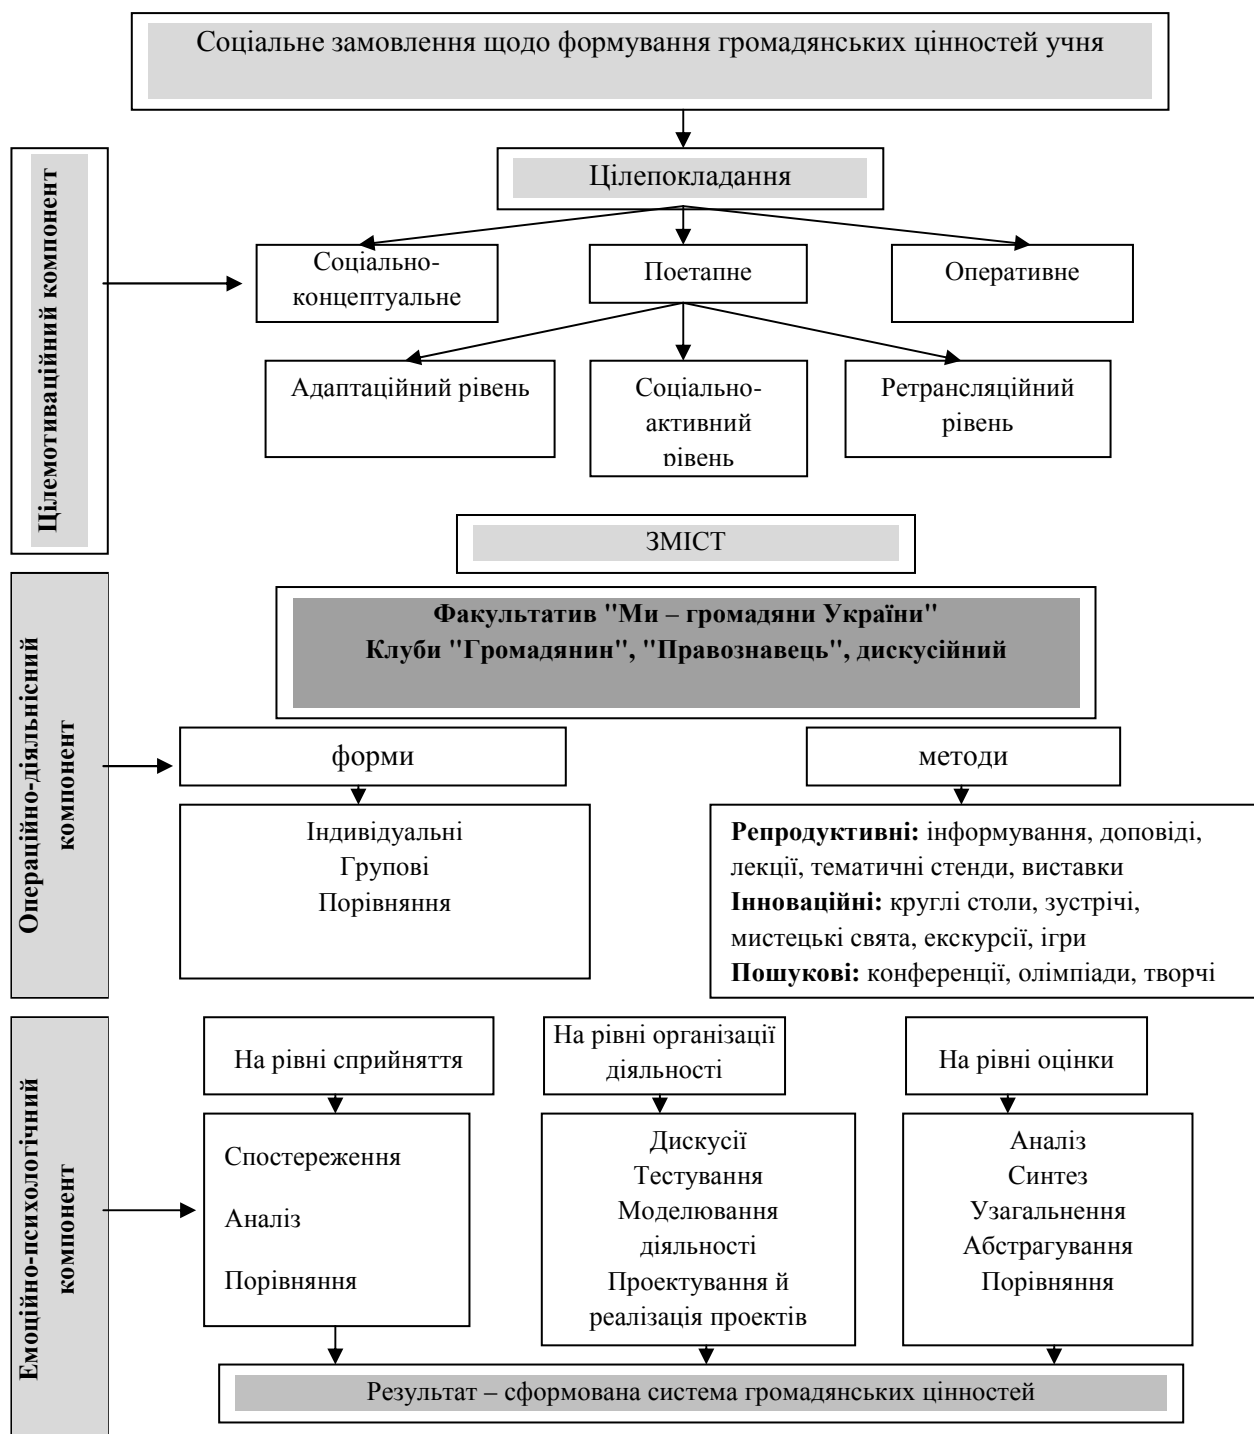 Соціальне замовлення щодо формування громадянських цінностей учня
Цілемотиваційний компонент
Цілепокладання
Соціально-
концептуальне
Поетапне
Оперативне
Адаптаційний рівень
Соціально-
активний
рівень
Ретрансляційний
рівень
ЗМІСТ
Операційно-діяльнісний
компонент
Факультатив "Ми – громадяни України"
Клуби "Громадянин", "Правознавець", дискусійний
форми
Індивідуальні
Групові
Порівняння
методи
Репродуктивні: інформування, доповіді,
лекції, тематичні стенди, виставки
Інноваційні: круглі столи, зустрічі,
мистецькі свята, екскурсії, ігри
Пошукові: конференції, олімпіади, творчі
Емоційно-психологічний
компонент
На рівні сприйняття
Спостереження
Аналіз
Порівняння
На рівні організації
діяльності
Дискусії
Тестування
Моделювання
діяльності
Проектування й
реалізація проектів
На рівні оцінки
Аналіз
Синтез
Узагальнення
Абстрагування
Порівняння
Результат – сформована система громадянських цінностей